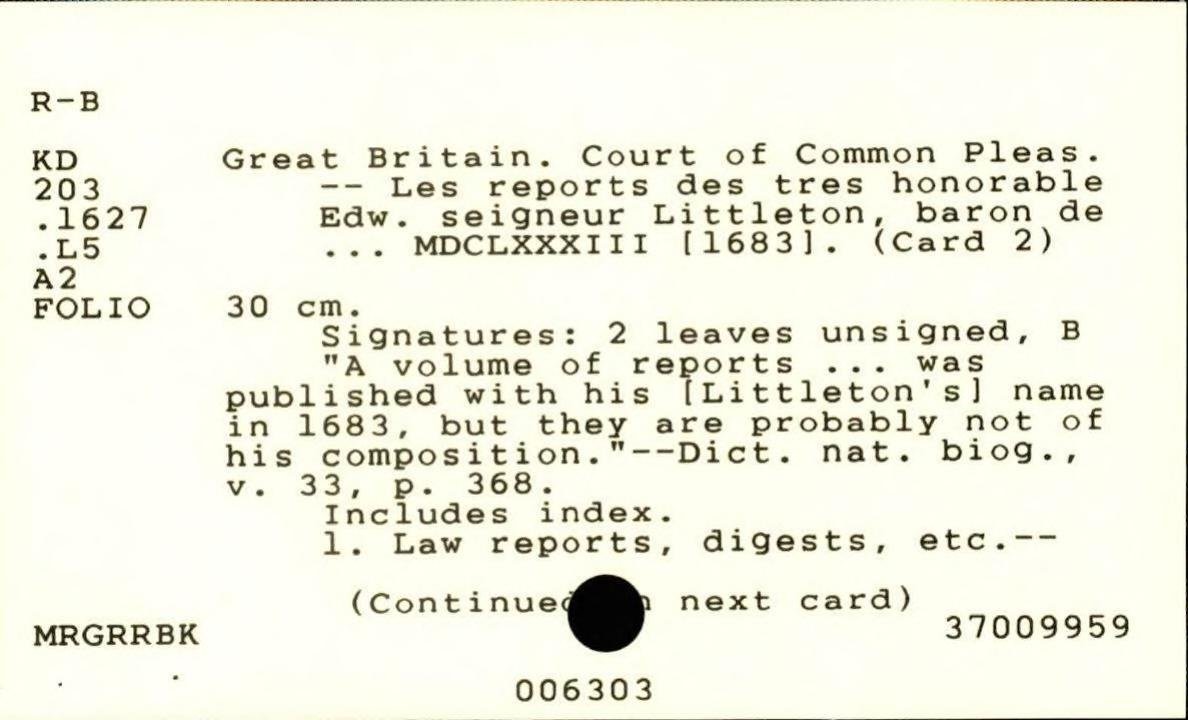 R-B
KD Great Britain. Court of Common Pleas.
203 -- Les reports des tres honorable
.1627 Edw. seigneur Littleton, baron de
.L5 ... MDCLXXXIII [1683]. (Card 2)
A2
FOLIO 30 cm.
Signatures: 2 leaves unsigned, B
"A volume of reports ... was
published with his [Littleton's] name
in 1683, but they are probably not of
his composition."--Dict. nat. biog.,
v. 33, p. 368.
Includes index.
1. Law reports, digests, etc.--
(Continued next card)
MRGRRBK 37009959
006303